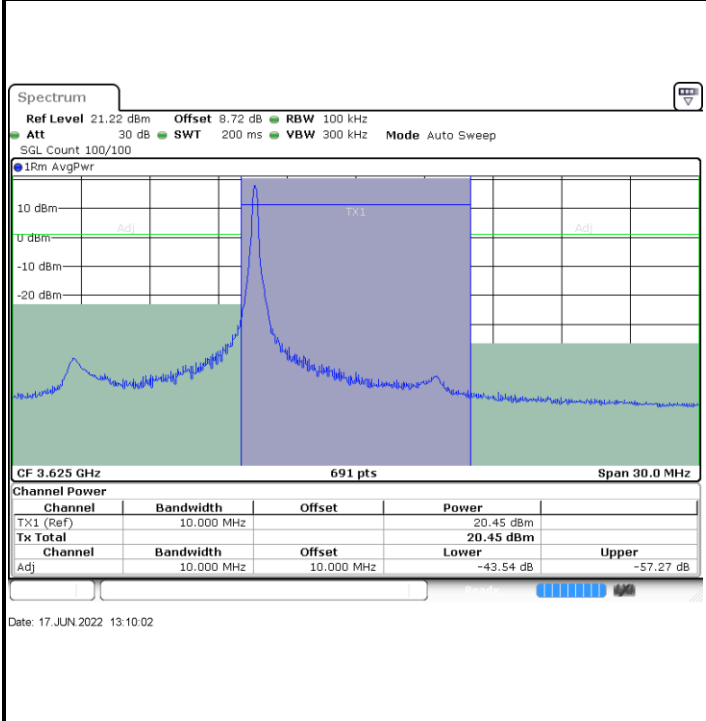 Spectrum
Ref Level 21.22 dBm Offset 8.72 dB RBW 100 kHz
Att 30 dB SWT 200 ms VBW 300 kHz Mode Auto Sweep
SGL Count 100/100
1Rm AvgPwr
10 dBm
TX1
Adj
Adj
0 dBm
-10 dBm
-20 dBm
CF 3.625 GHz 691 pts Span 30.0 MHz
Channel Power
Channel Bandwidth Offset Power
TX1 (Ref) 10.000 MHz 20.45 dBm
Tx Total 20.45 dBm
Channel Bandwidth Offset Lower Upper
Adj 10.000 MHz 10.000 MHz -43.54 dB -57.27 dB
Ready
Date: 17.JUN.2022 13:10:02